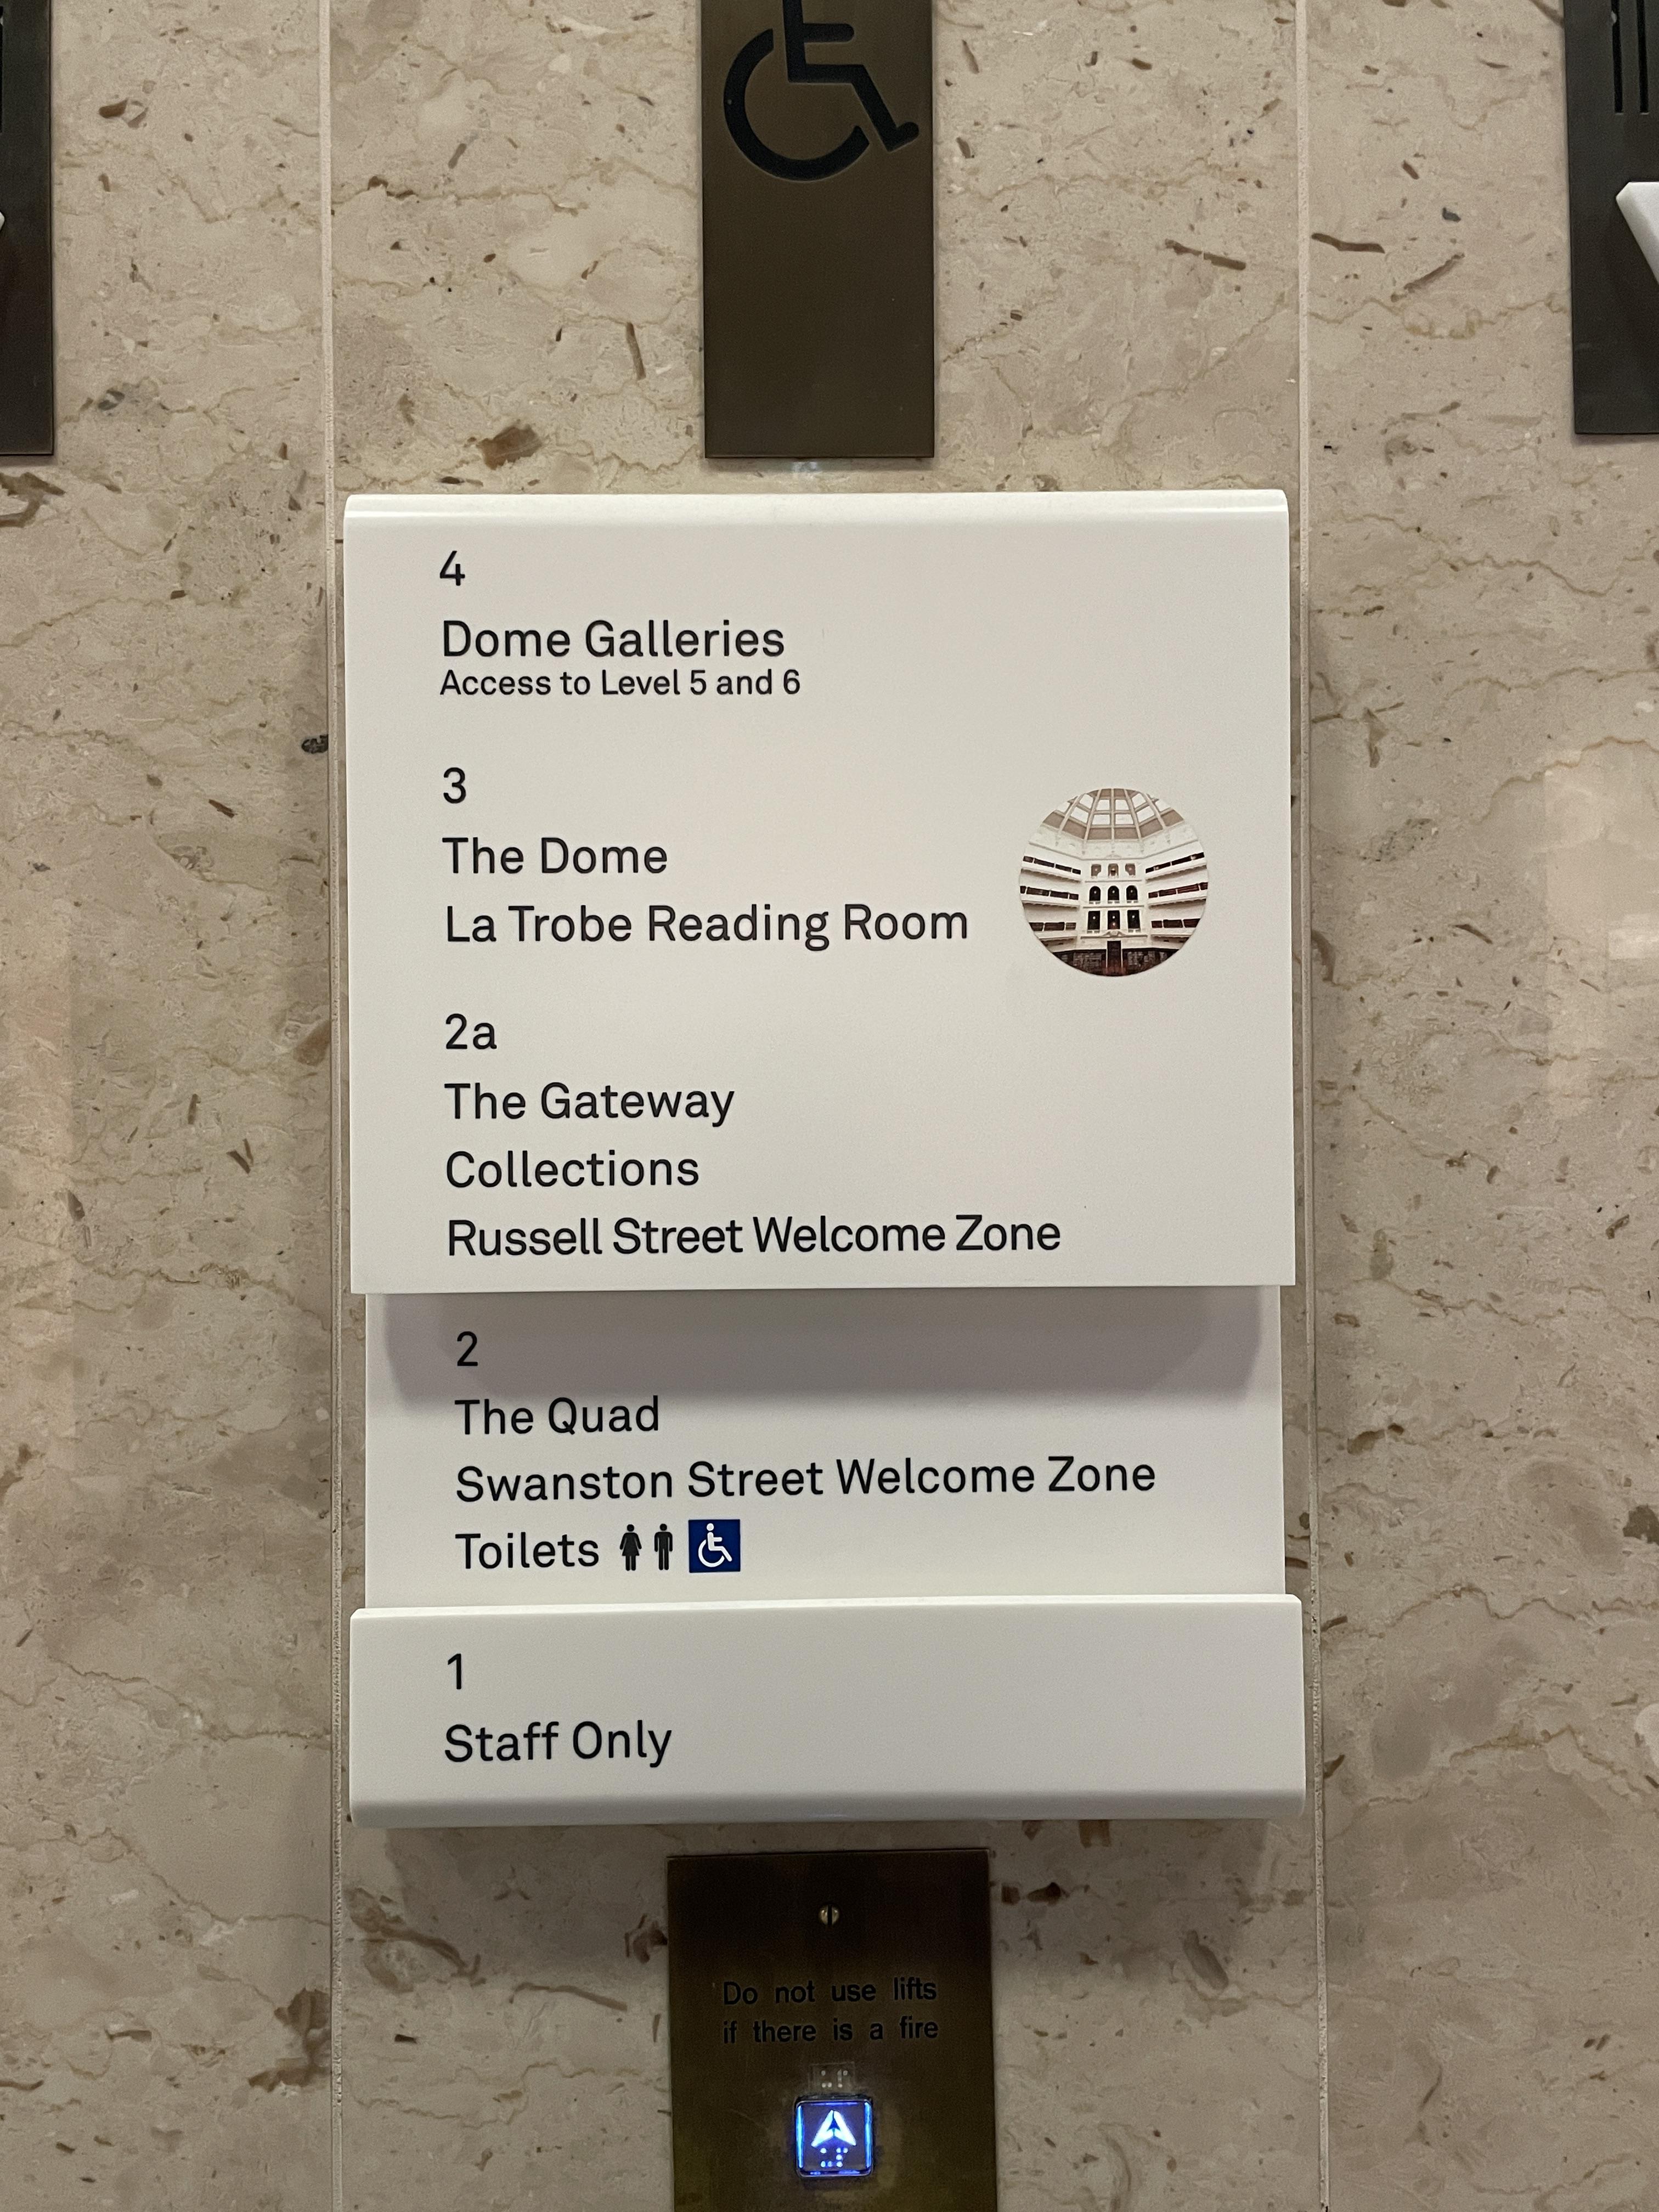 4
Dome Galleries
Access to Level 5 and 6
3
The Dome
La Trobe Reading Room
2a
The Gateway
Collections
Russell Street Welcome Zone
2
The Quad
Swanston Street Welcome Zone
Toilets
1
Staff Only
Do not use lifts
if there is a fire